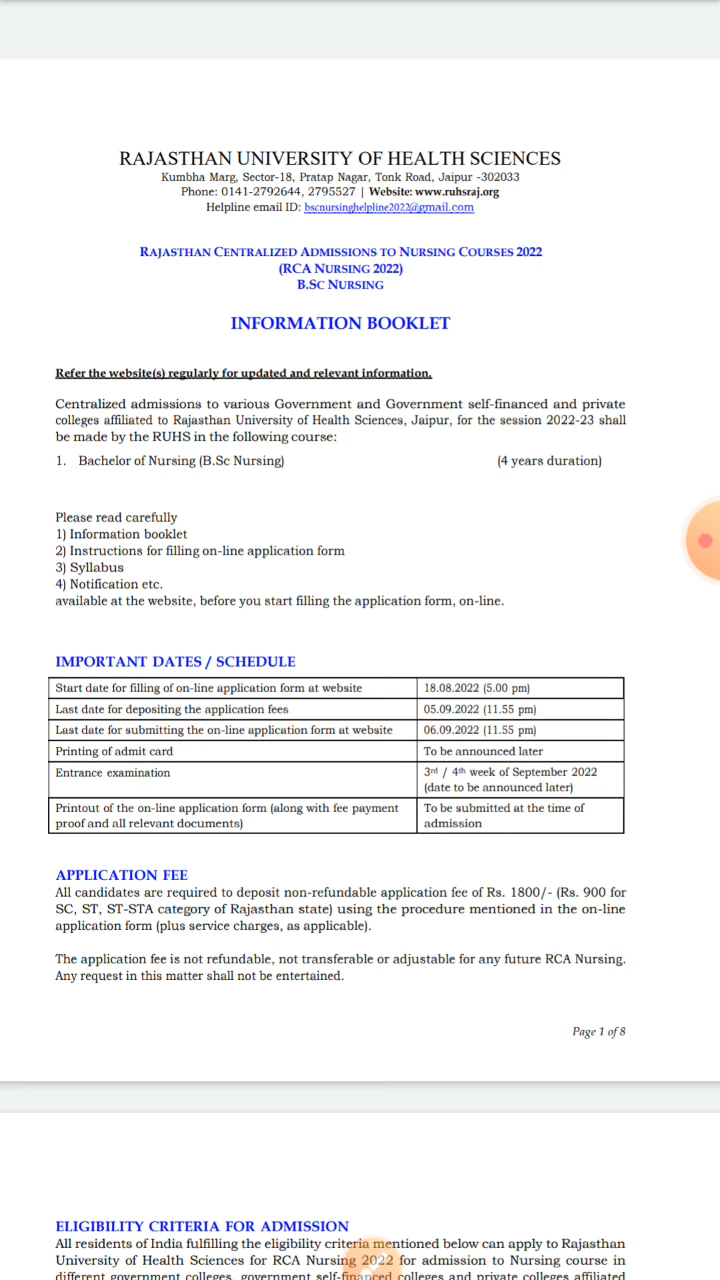 RAJASTHAN UNIVERSITY OF HEALTH SCIENCES
Kumbha Marg, Sector-18, Pratap Nagar, Tonk Road, Jaipur -302033
Phone: 0141-2792644, 2795527 | Website: www.ruhsraj.org
Helpline email ID: bscnursinghelpline2022@gmail.com
RAJASTHAN CENTRALIZED ADMISSIONS TO NURSING COURSES 2022
(RCA NURSING 2022)
B.SC NURSING
INFORMATION BOOKLET
Refer the website(s) regularly for updated and relevant information.
Centralized admissions to various Government and Government self-financed and private
colleges affiliated to Rajasthan University of Health Sciences, Jaipur, for the session 2022-23 shall
be made by the RUHS in the following course:
1. Bachelor of Nursing (B.Sc Nursing) (4 years duration)
Please read carefully
1) Information booklet
2) Instructions for filling on-line application form
3) Syllabus
4) Notification etc.
available at the website, before you start filling the application form, on-line.
IMPORTANT DATES / SCHEDULE
Start date for filling of on-line application form at website 18.08.2022 (5.00 pm)
Last date for depositing the application fees 05.09.2022 (11.55 pm)
Last date for submitting the on-line application form at website 06.09.2022 (11.55 pm)
Printing of admit card To be announced later
Entrance examination 3rd / 4th week of September 2022
(date to be announced later)
Printout of the on-line application form (along with fee payment To be submitted at the time of
proof and all relevant documents) admission
APPLICATION FEE
All candidates are required to deposit non-refundable application fee of Rs. 1800/- (Rs. 900 for
SC, ST, ST-STA category of Rajasthan state) using the procedure mentioned in the on-line
application form (plus service charges, as applicable).
The application fee is not refundable, not transferable or adjustable for any future RCA Nursing.
Any request in this matter shall not be entertained.
Page 1 of 8
ELIGIBILITY CRITERIA FOR ADMISSION
All residents of India fulfilling the eligibility criteria mentioned below can apply to Rajasthan
University of Health Sciences for RCA Nursing 2022 for admission to Nursing course in
different government colleges, government self-financed colleges and private colleges affiliated